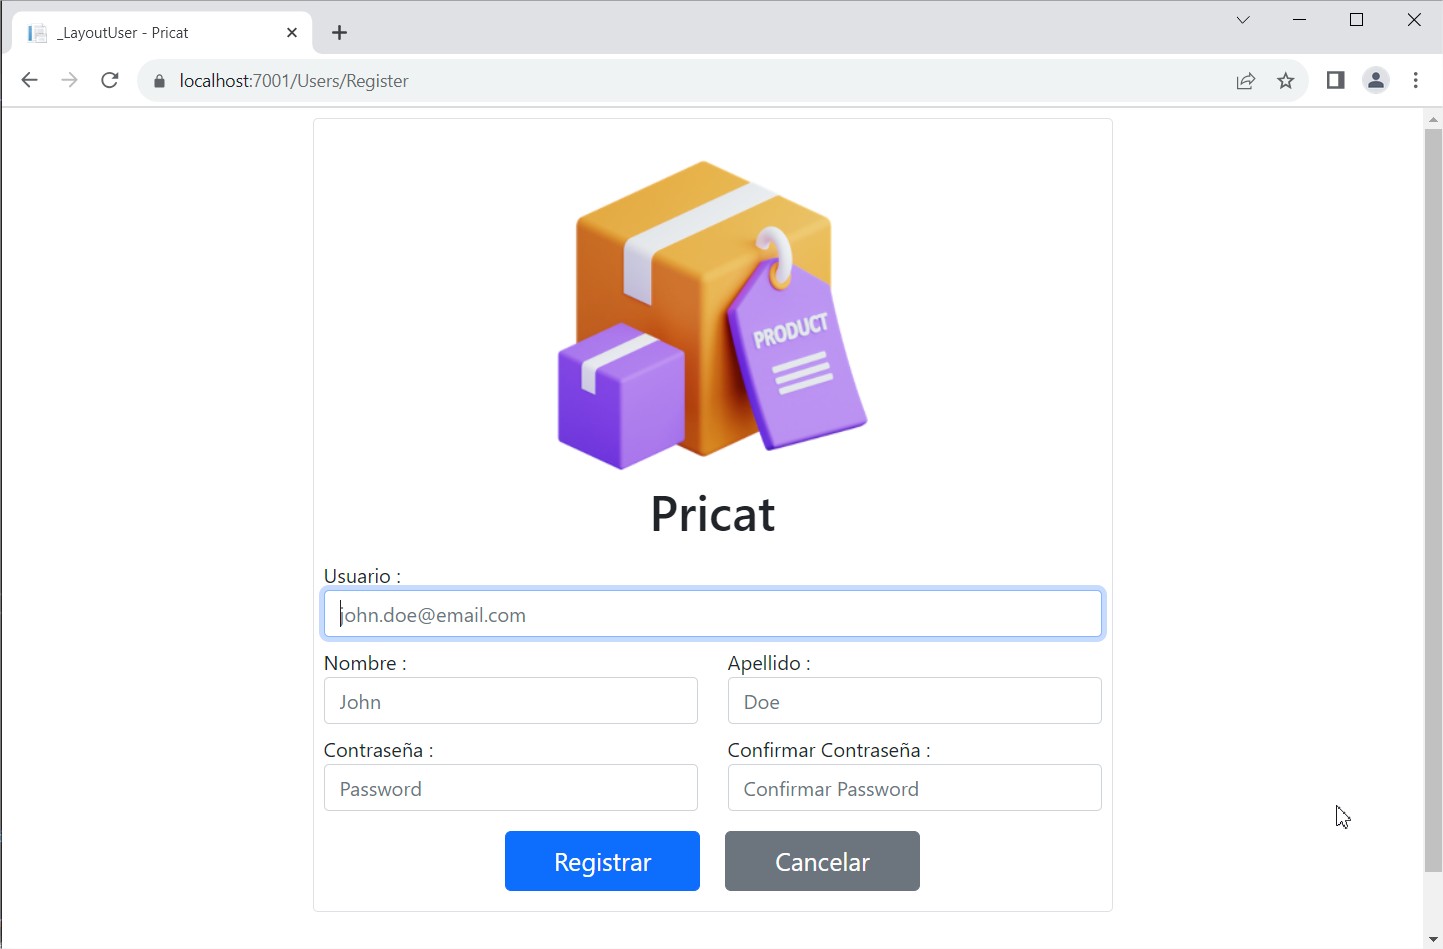 _LayoutUser - Pricat
localhost:7001/Users/Register
PRODUCT
Pricat
Usuario :
john.doe@email.com
Nombre :
Apellido :
John
Doe
Contraseña :
Confirmar Contraseña :
Password
Confirmar Password
Registrar
Cancelar